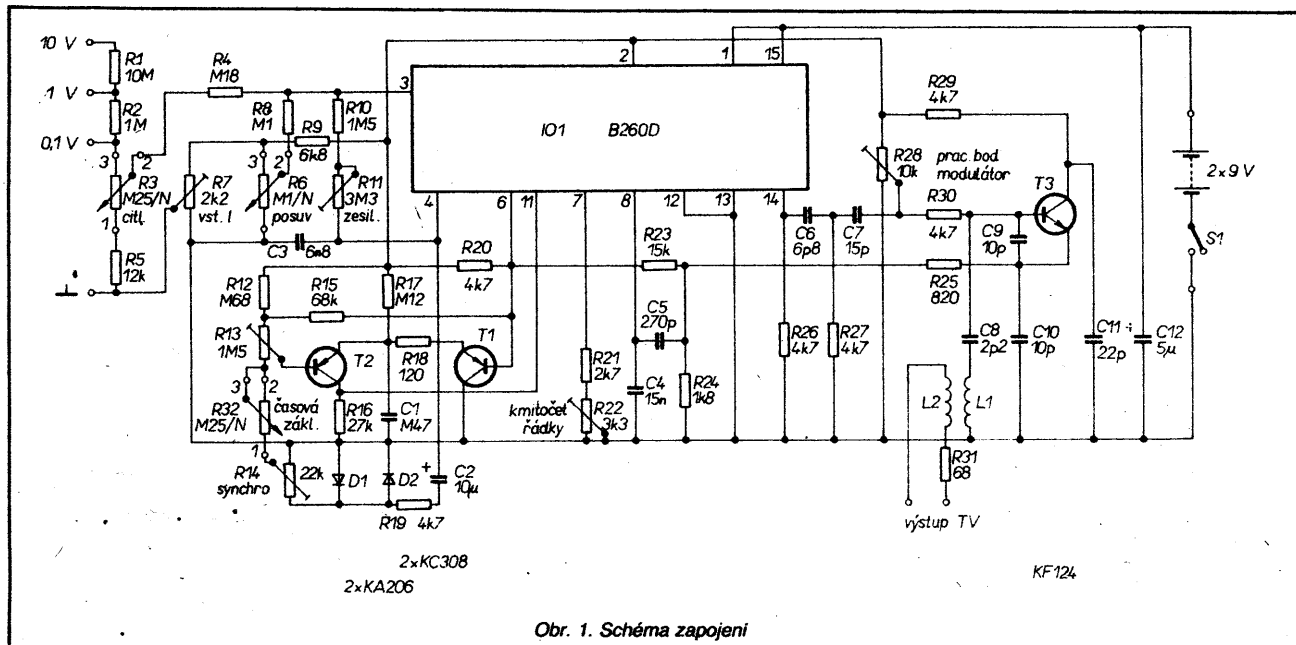 10 V
R1
10M
1 V
R2
1M
0,1 V
3
2
R3
M25/N
citl.
1
R5
12k
R4
M18
R7
2k2
vst. I
R8
M1
R9
6k8
R10
1M5
3
2
R6
M1/N
posuv
1
R11
3M3
zesil.
C3
6n8
IO1 B260D
3
2
1
15
4
6
11
7
8
12
13
14
R12
M68
R15
68k
R13
1M5
R17
M12
R20
4k7
T2
R18
120
T1
3
2
R32
M25/N
časová
zákl.
1
R14
synchro
22k
R16
27k
C1
M47
D1
D2
R19 4k7
+
C2
10µ
R21
2k7
R22
3k3
kmitočet
řádky
R23
15k
C5
270p
C4
15n
R24
1k8
C6
6p8
C7
15p
R26
4k7
R27
4k7
R28
10k
prac. bod
modulátor
R29
4k7
R30
4k7
R25
820
T3
C9
10p
C8
2p2
C10
10p
C11
22p
+
C12
5µ
L2
L1
R31
68
výstup TV
2x9 V
S1
2xKC308
2xKA206
KF124
Obr. 1. Schéma zapojení